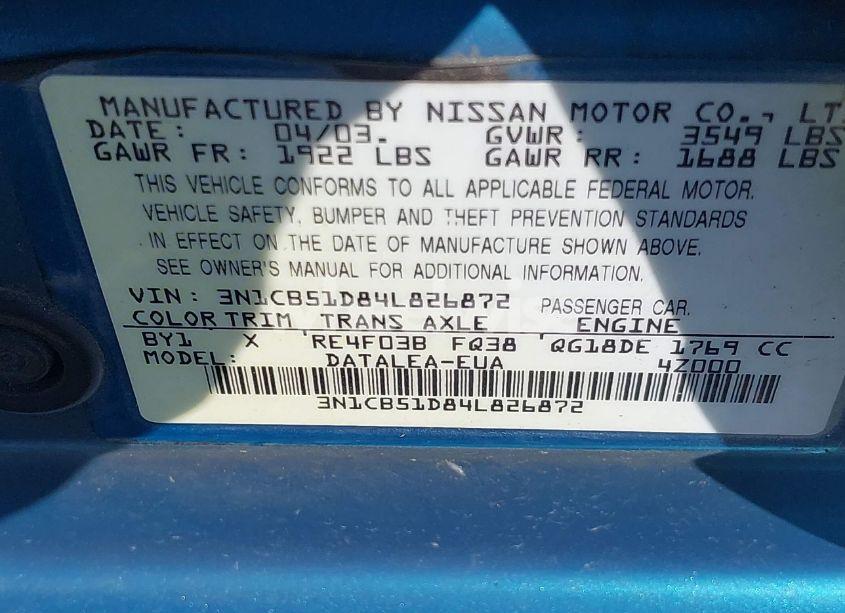 MANUFACTURED BY NISSAN MOTOR CO., LT
DATE: 04/03. GVWR: 3549 LBS
GAWR FR: 1922 LBS GAWR RR: 1688 LBS
THIS VEHICLE CONFORMS TO ALL APPLICABLE FEDERAL MOTOR.
VEHICLE SAFETY, BUMPER AND THEFT PREVENTION STANDARDS
IN EFFECT ON THE DATE OF MANUFACTURE SHOWN ABOVE.
SEE OWNER'S MANUAL FOR ADDITIONAL INFORMATION.
VIN: 3N1CB51D84L826872 PASSENGER CAR.
COLOR TRIM TRANS AXLE ENGINE
BY1 X 'RE4F03B FQ38 'QG18DE 1769 CC
MODEL: DATALEA-EUA 4Z000
3N1CB51D84L826872